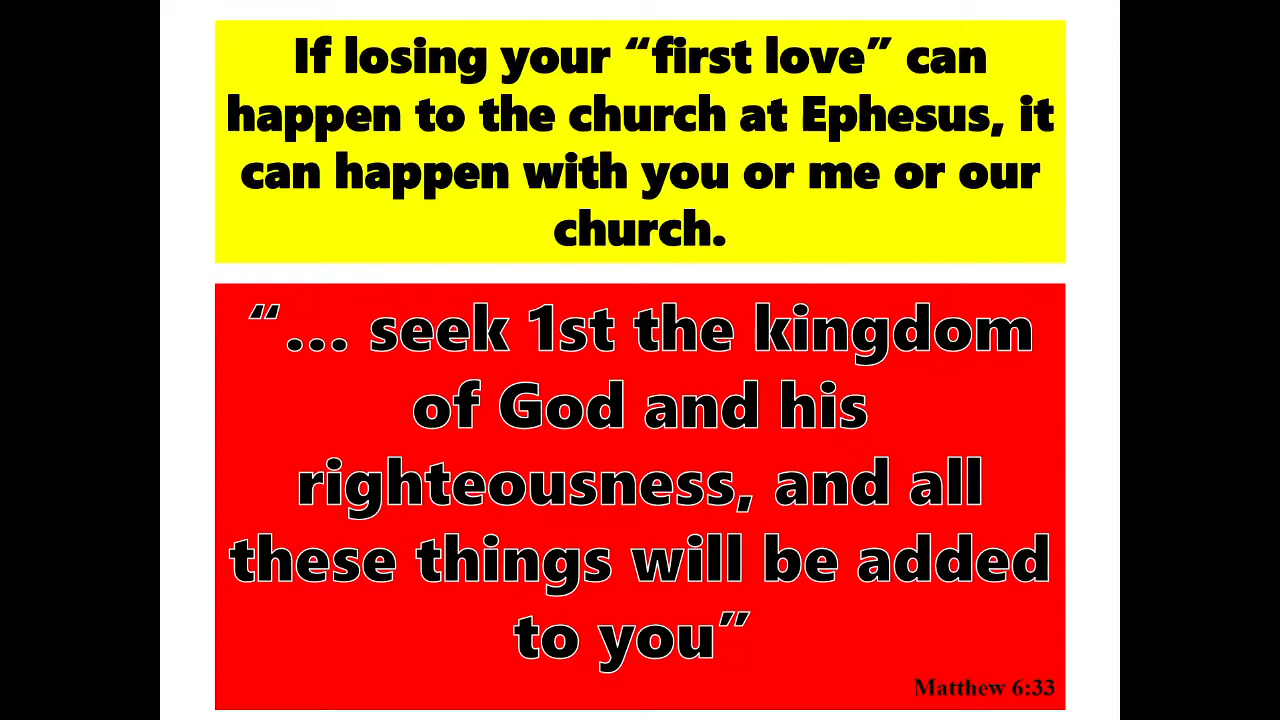 If losing your “first love” can
happen to the church at Ephesus, it
can happen with you or me or our
church.
“... seek 1st the kingdom
of God and his
righteousness, and all
these things will be added
to you”
Matthew 6:33